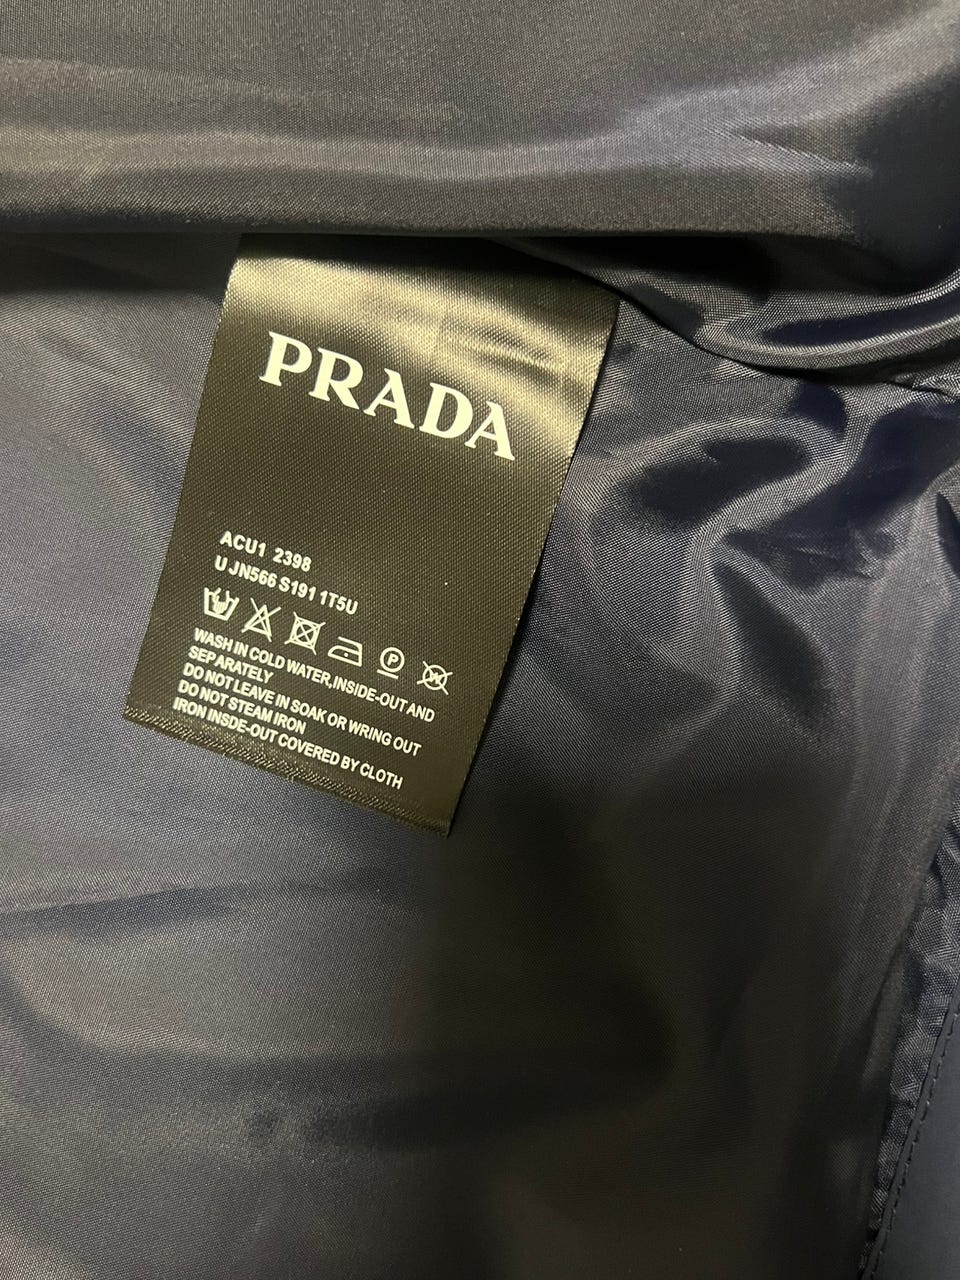 PRADA
ACU1 2398
U JN566 S191 1T5U
P W
WASH IN COLD WATER,INSIDE-OUT AND
SEPARATELY
DO NOT LEAVE IN SOAK OR WRING OUT
DO NOT STEAM IRON
IRON INSDE-OUT COVERED BY CLOTH